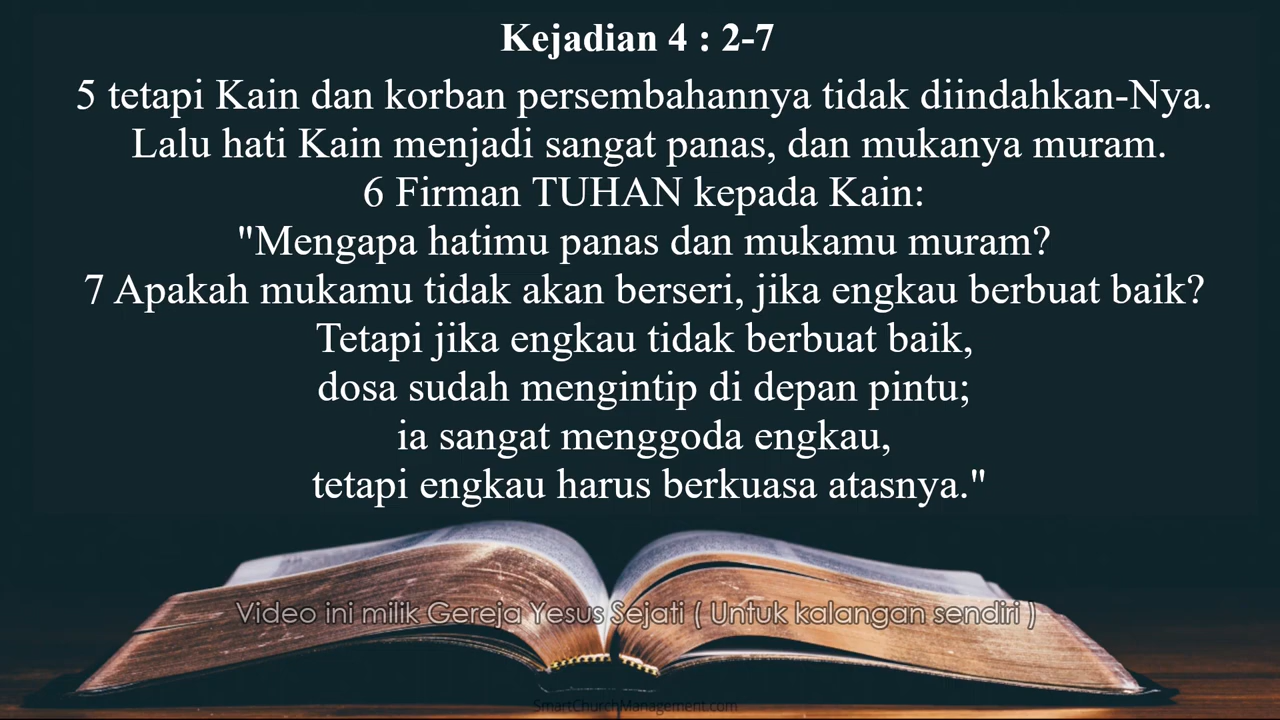 Kejadian 4 : 2-7
5 tetapi Kain dan korban persembahannya tidak diindahkan-Nya.
Lalu hati Kain menjadi sangat panas, dan mukanya muram.
6 Firman TUHAN kepada Kain:
"Mengapa hatimu panas dan mukamu muram?
7 Apakah mukamu tidak akan berseri, jika engkau berbuat baik?
Tetapi jika engkau tidak berbuat baik,
dosa sudah mengintip di depan pintu;
ia sangat menggoda engkau,
tetapi engkau harus berkuasa atasnya."
Video ini milik Gereja Yesus Sejati ( Untuk kalangan sendiri )
SmartChurchManagement.com